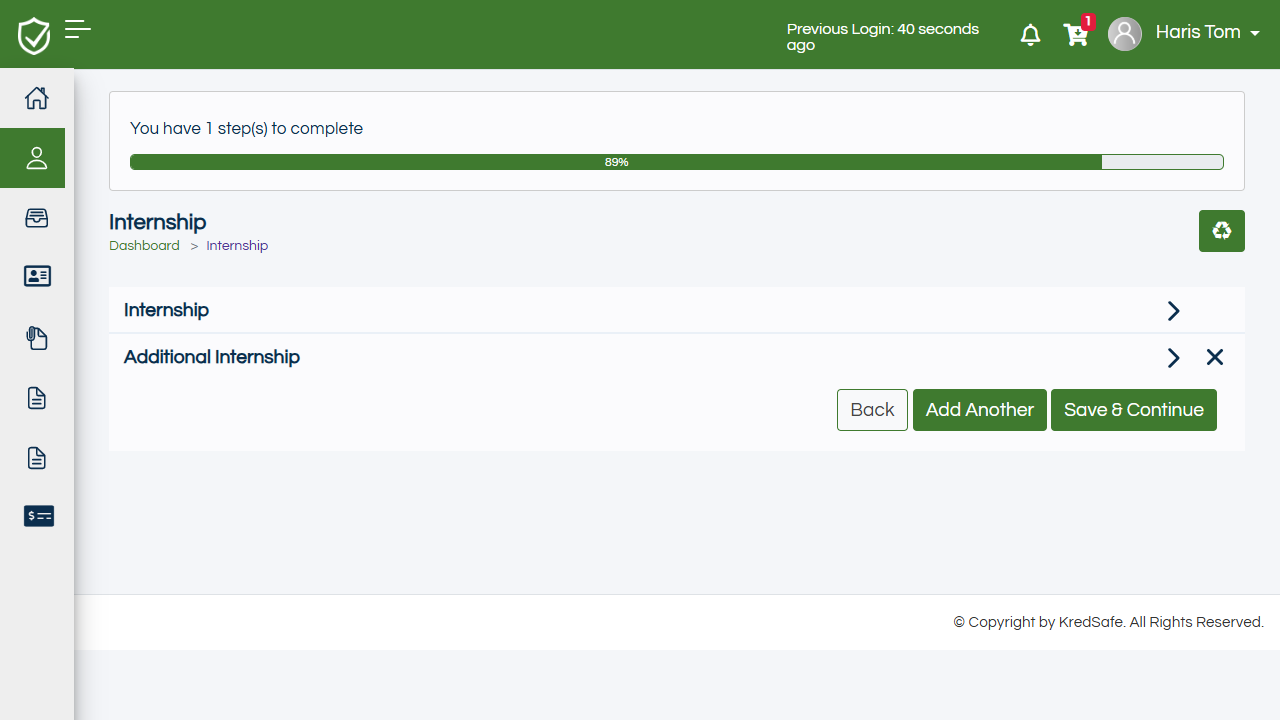 Previous Login: 40 seconds
ago
1
Haris Tom
You have 1 step(s) to complete
89%
Internship
Dashboard > Internship
Internship
Additional Internship
Back
Add Another
Save & Continue
© Copyright by KredSafe. All Rights Reserved.